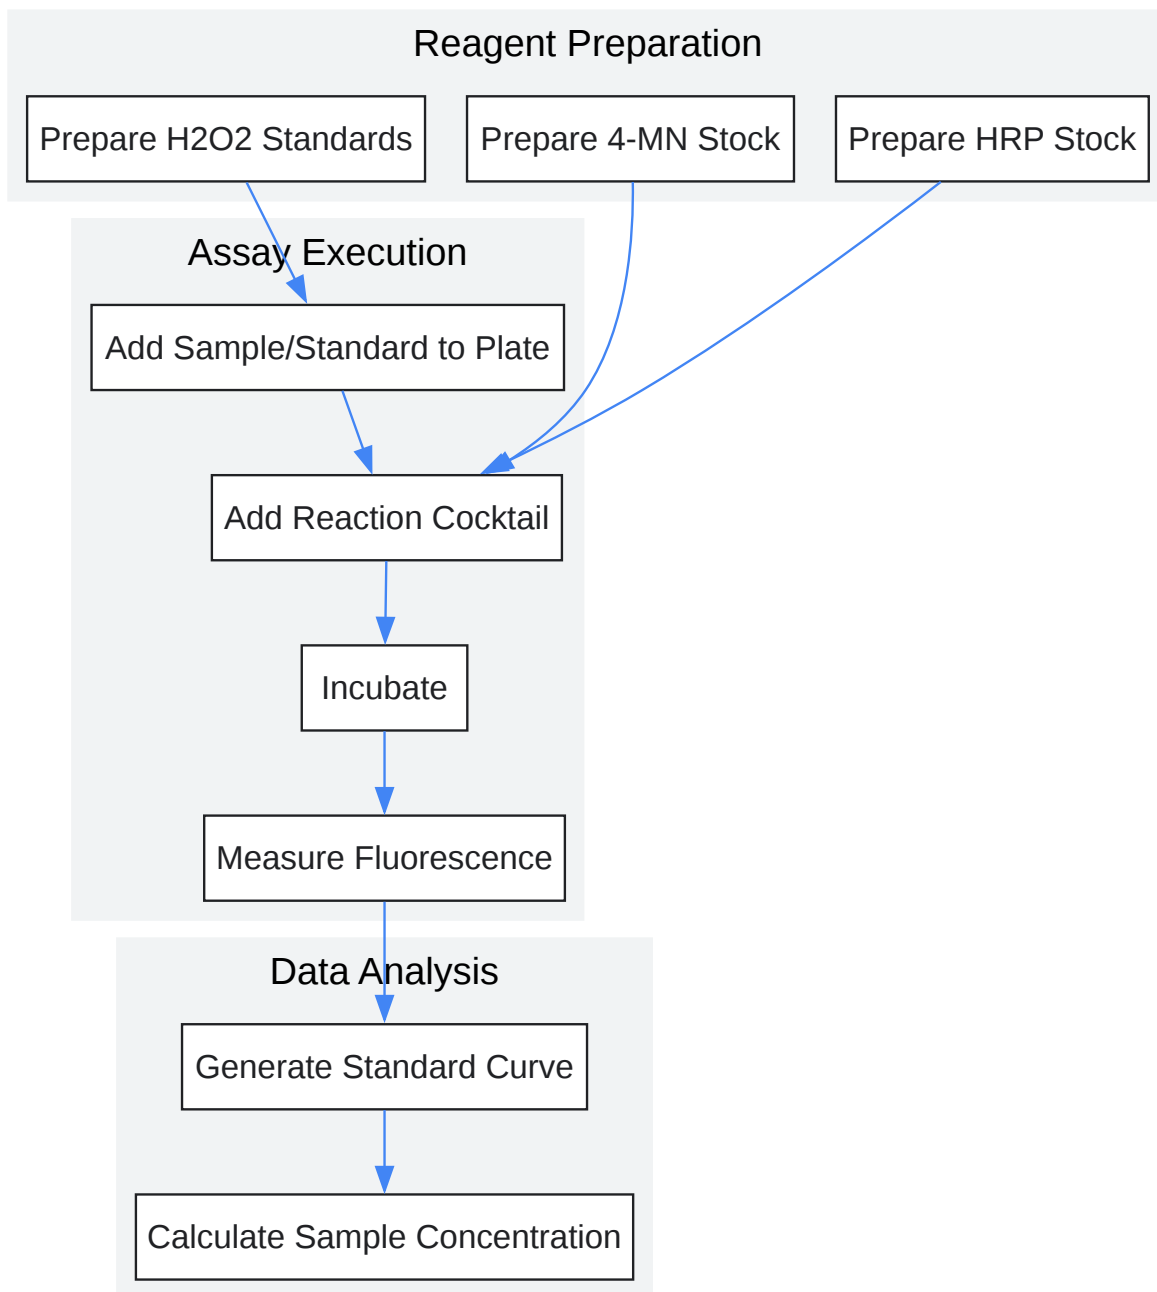 Reagent Preparation
Prepare H2O2 Standards
Prepare 4-MN Stock
Prepare HRP Stock
Assay Execution
Add Sample/Standard to Plate
Add Reaction Cocktail
Incubate
Measure Fluorescence
Data Analysis
Generate Standard Curve
Calculate Sample Concentration